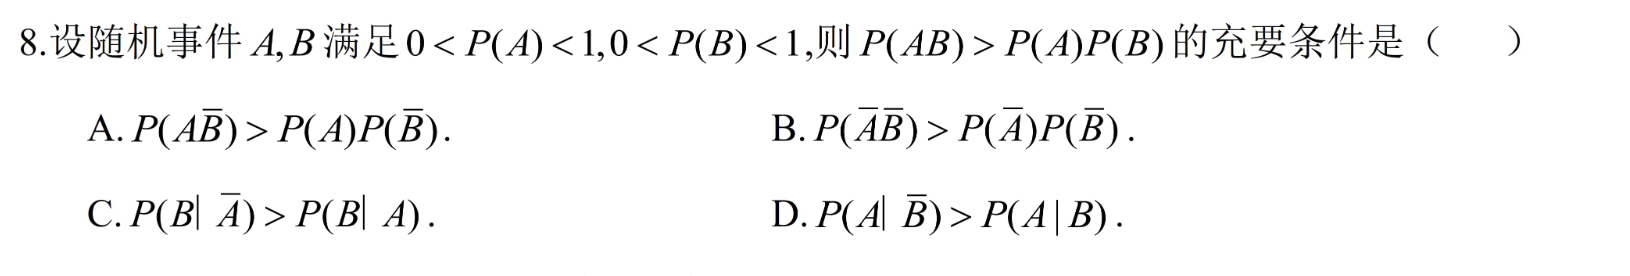 8.设随机事件 A,B 满足 0 < P(A) < 1,0 < P(B) < 1,则 P(AB) > P(A)P(B) 的充要条件是（ ）
A. P(AB̅) > P(A)P(B̅). B. P(A̅B̅) > P(A̅)P(B̅).
C. P(B| A̅) > P(B| A). D. P(A| B̅) > P(A | B).